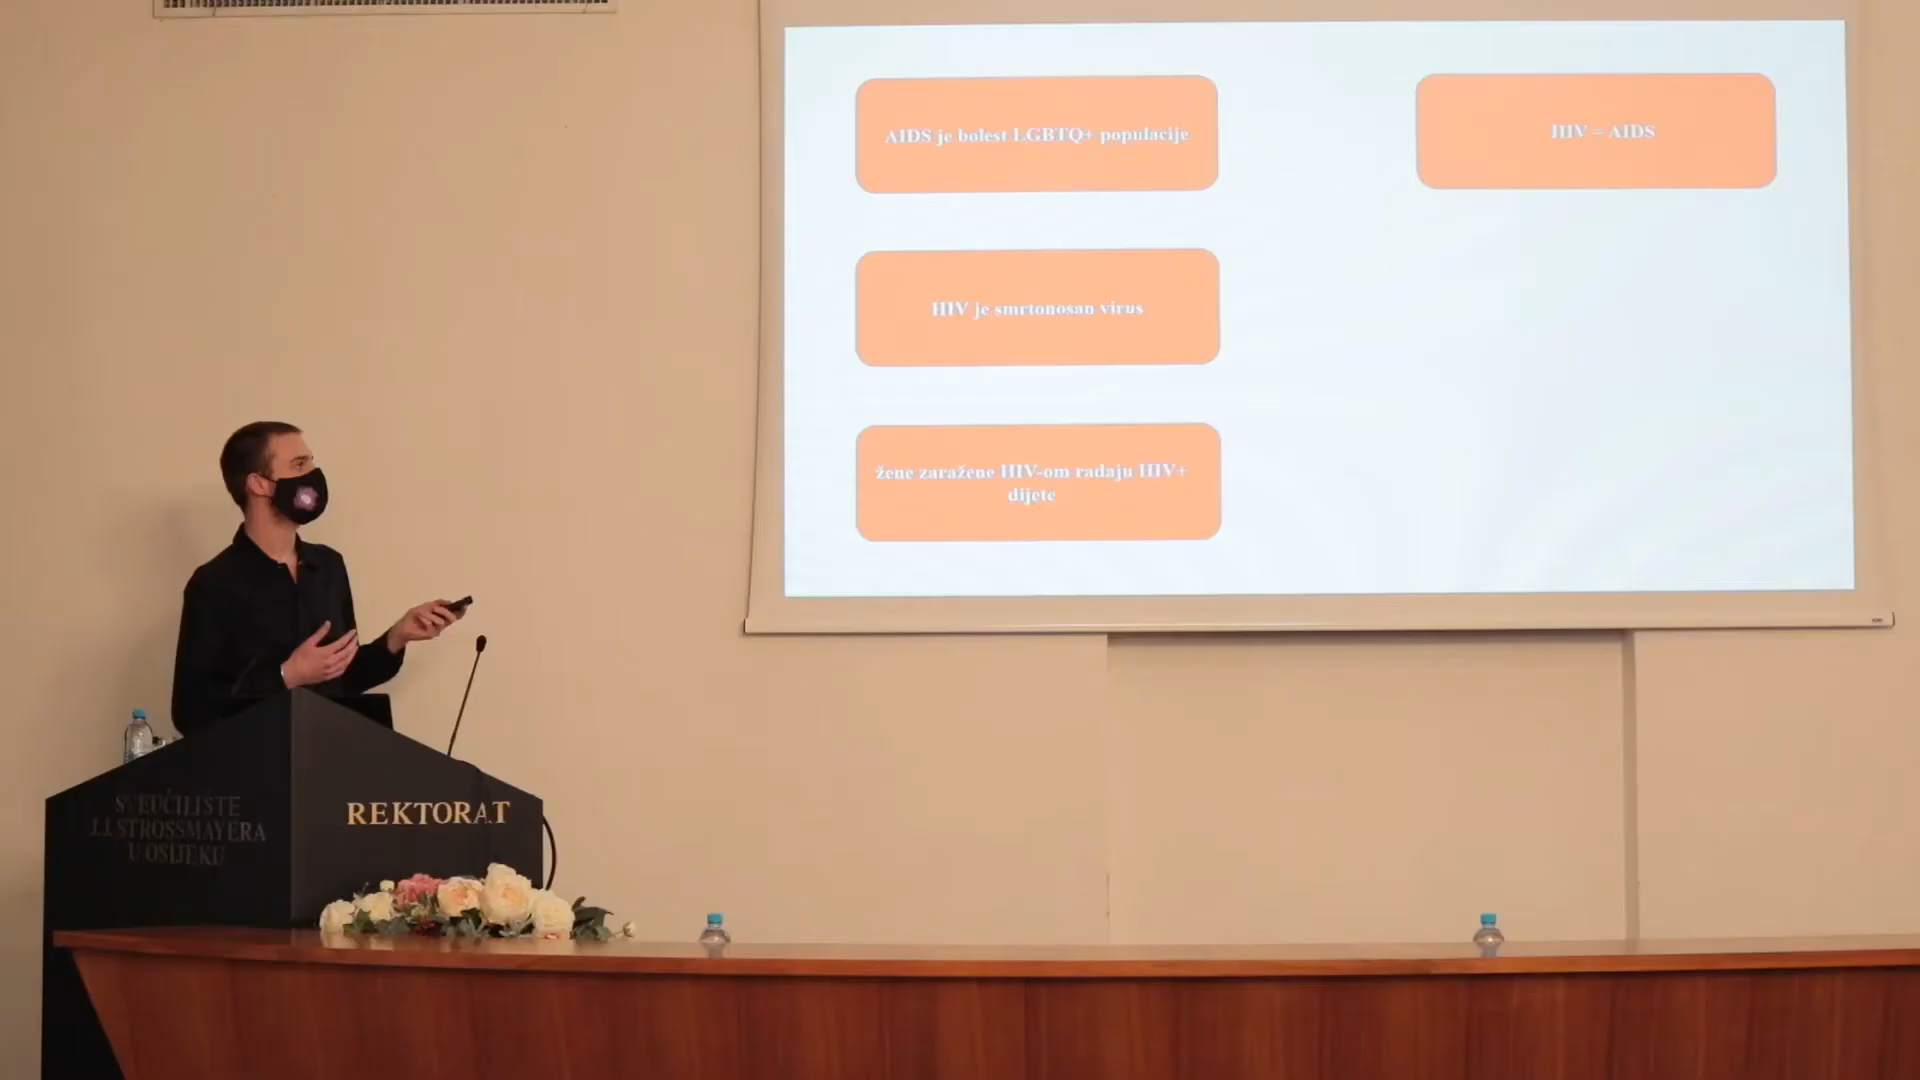 AIDS je bolest LGBTQ+ populacije
HIV = AIDS
HIV je smrtonosan virus
žene zaražene HIV-om rađaju HIV+
dijete
SVEUČILIŠTE
J.J.STROSSMAYERA
U OSIJEKU
REKTORAT